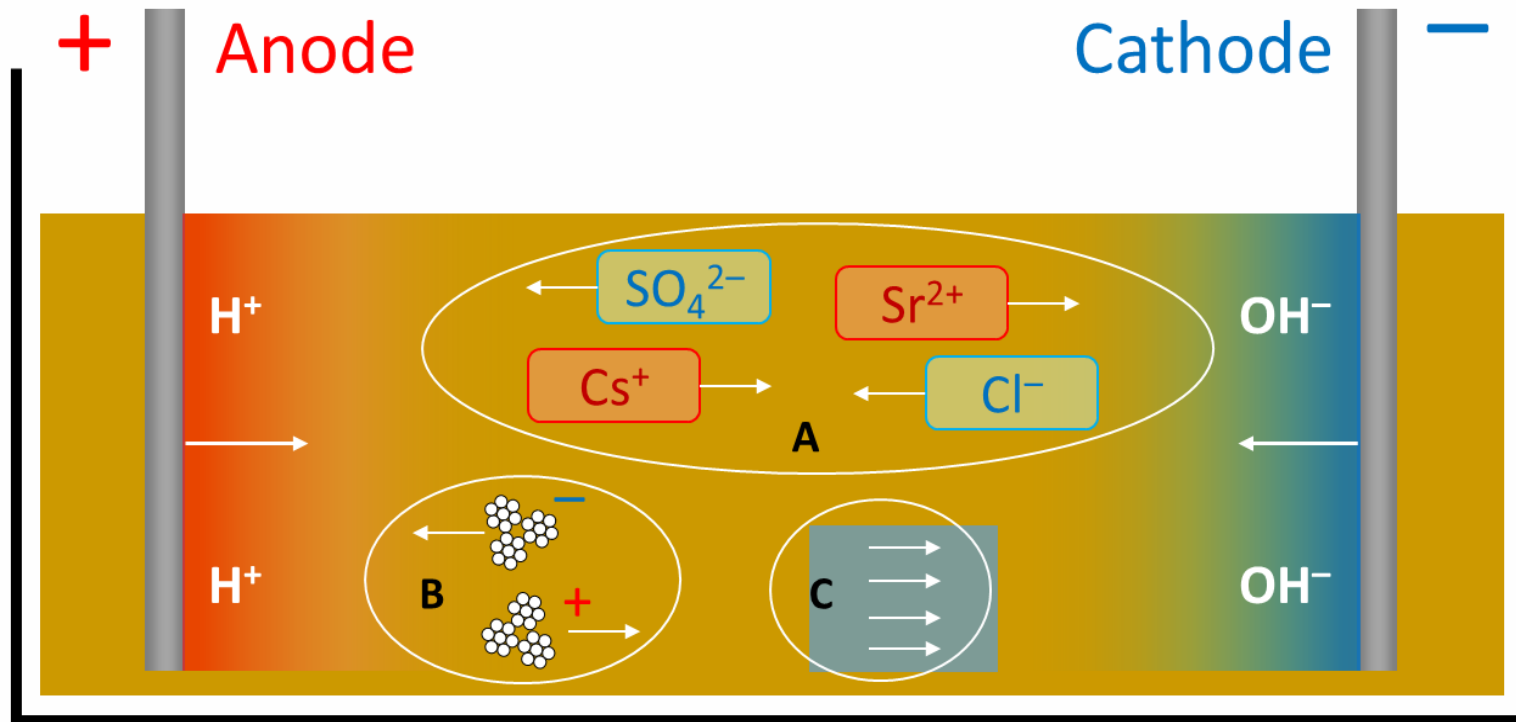 + Anode Cathode −
SO₄²⁻
Sr²⁺
H⁺ OH⁻
Cs⁺ Cl⁻
A
−
B C
H⁺ + OH⁻